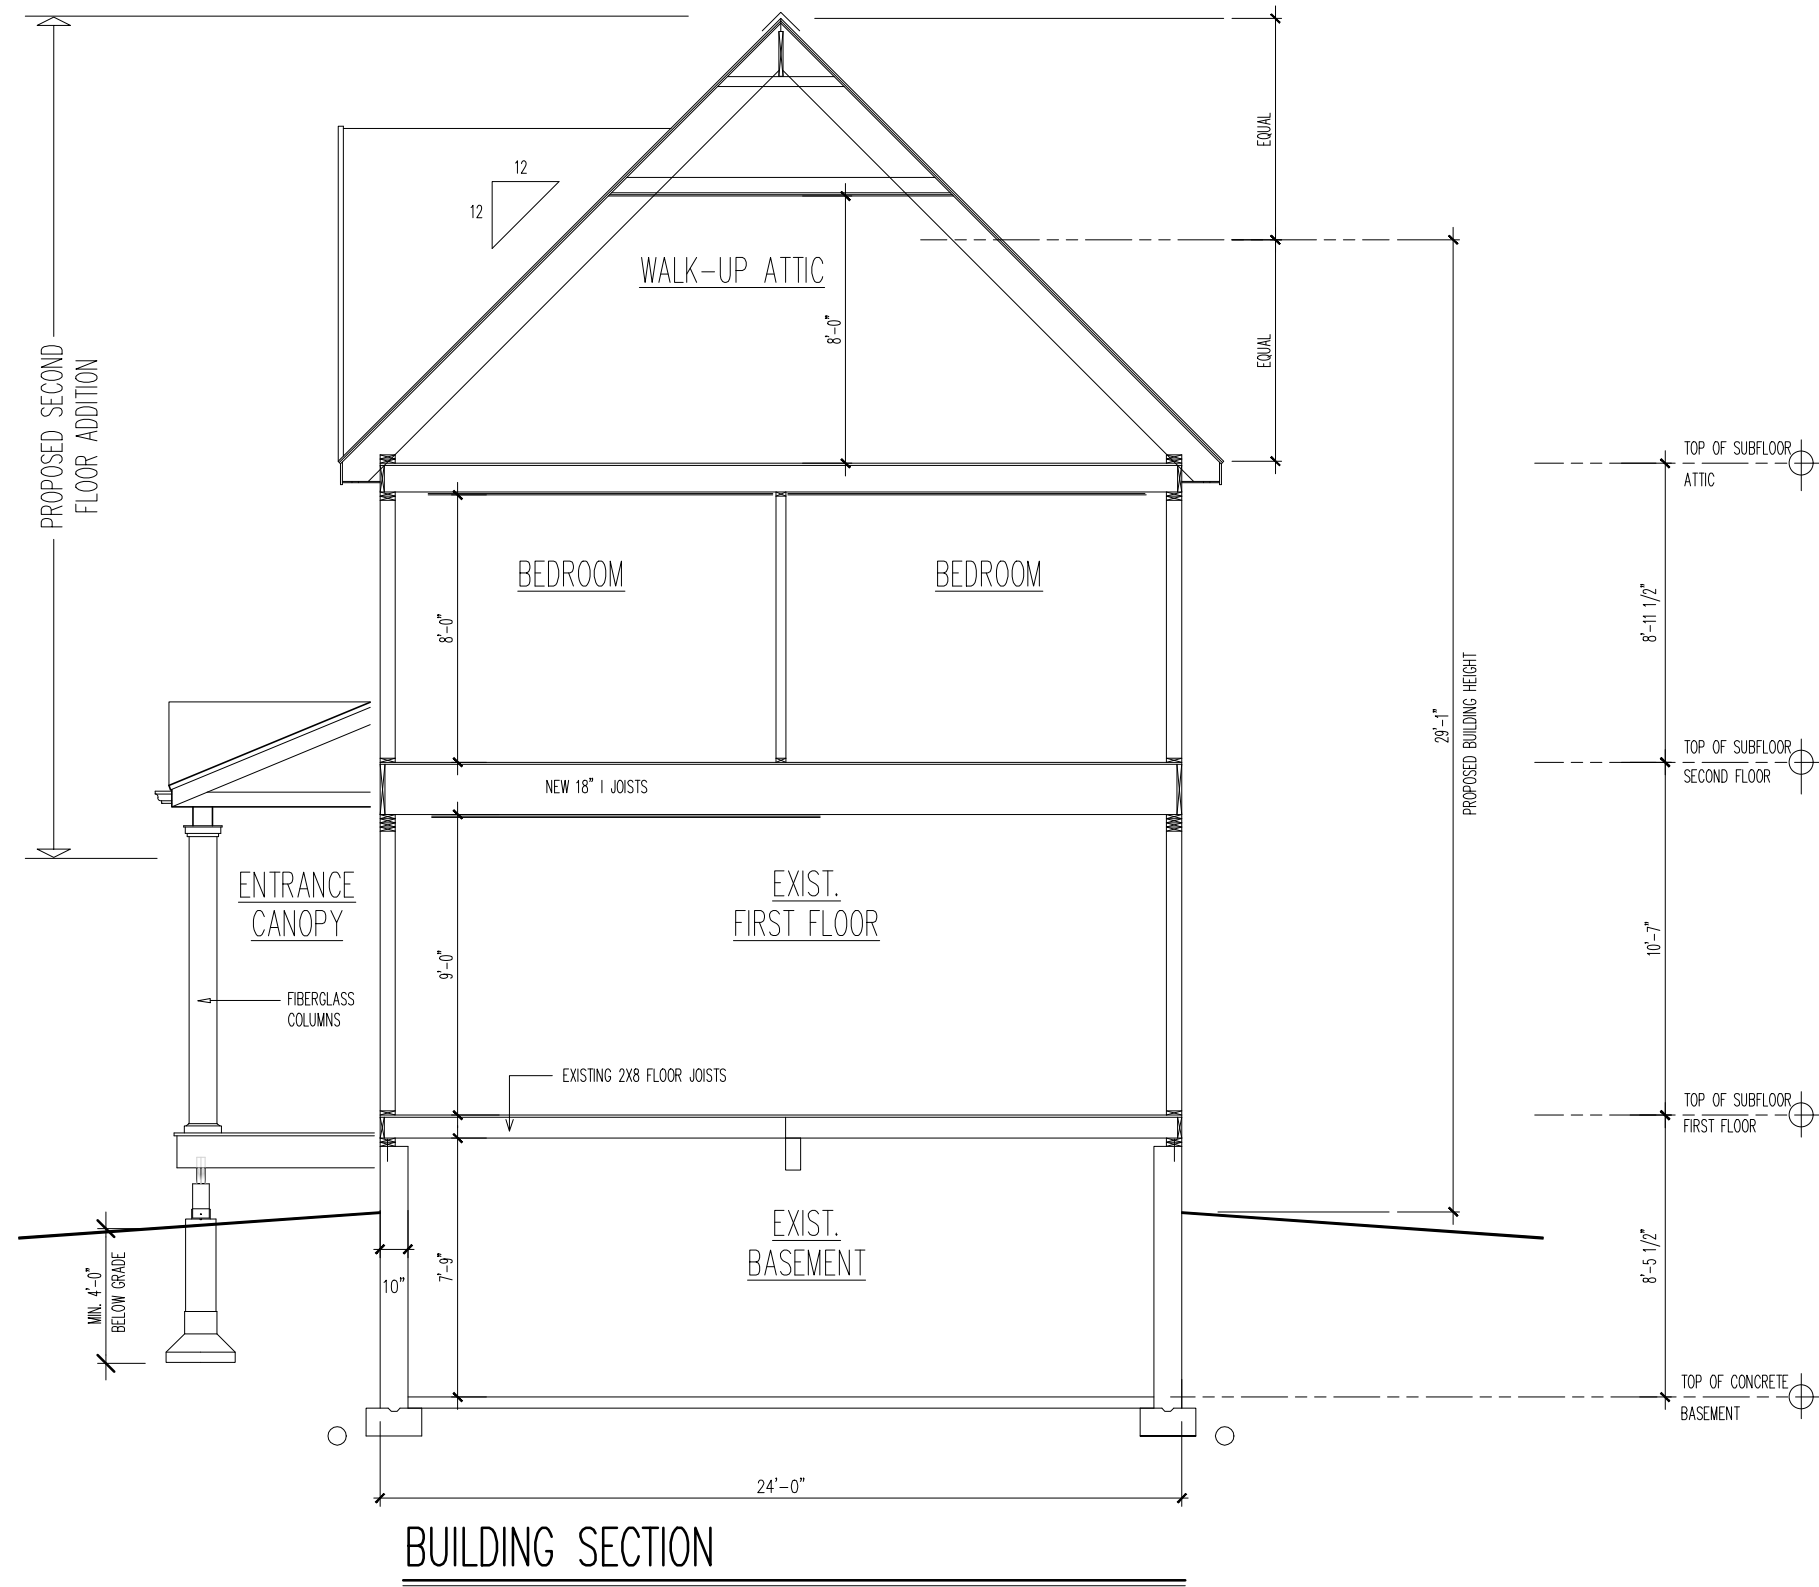 12
12
EQUAL
WALK-UP ATTIC
8'-0"
EQUAL
PROPOSED SECOND
FLOOR ADDITION
TOP OF SUBFLOOR
ATTIC
BEDROOM
BEDROOM
8'-0"
8'-11 1/2"
29'-1"
PROPOSED BUILDING HEIGHT
TOP OF SUBFLOOR
SECOND FLOOR
NEW 18" I JOISTS
ENTRANCE
CANOPY
EXIST.
FIRST FLOOR
9'-0"
10'-7"
FIBERGLASS
COLUMNS
EXISTING 2X8 FLOOR JOISTS
TOP OF SUBFLOOR
FIRST FLOOR
EXIST.
BASEMENT
MIN. 4'-0"
BELOW GRADE
10"
7'-9"
8'-5 1/2"
TOP OF CONCRETE
BASEMENT
24'-0"
BUILDING SECTION